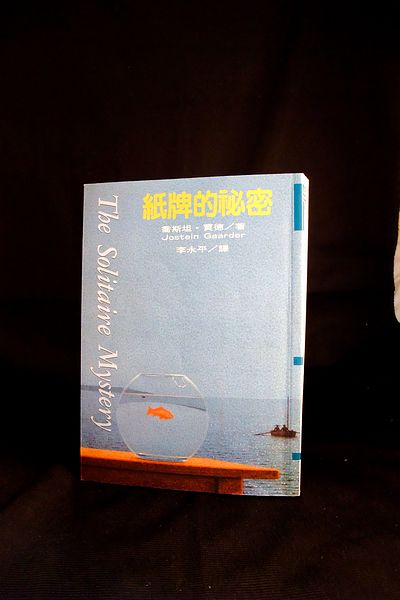 紙牌的祕密
喬斯坦・賈德／著
Jostein Gaarder
李永平／譯
The Solitaire Mystery